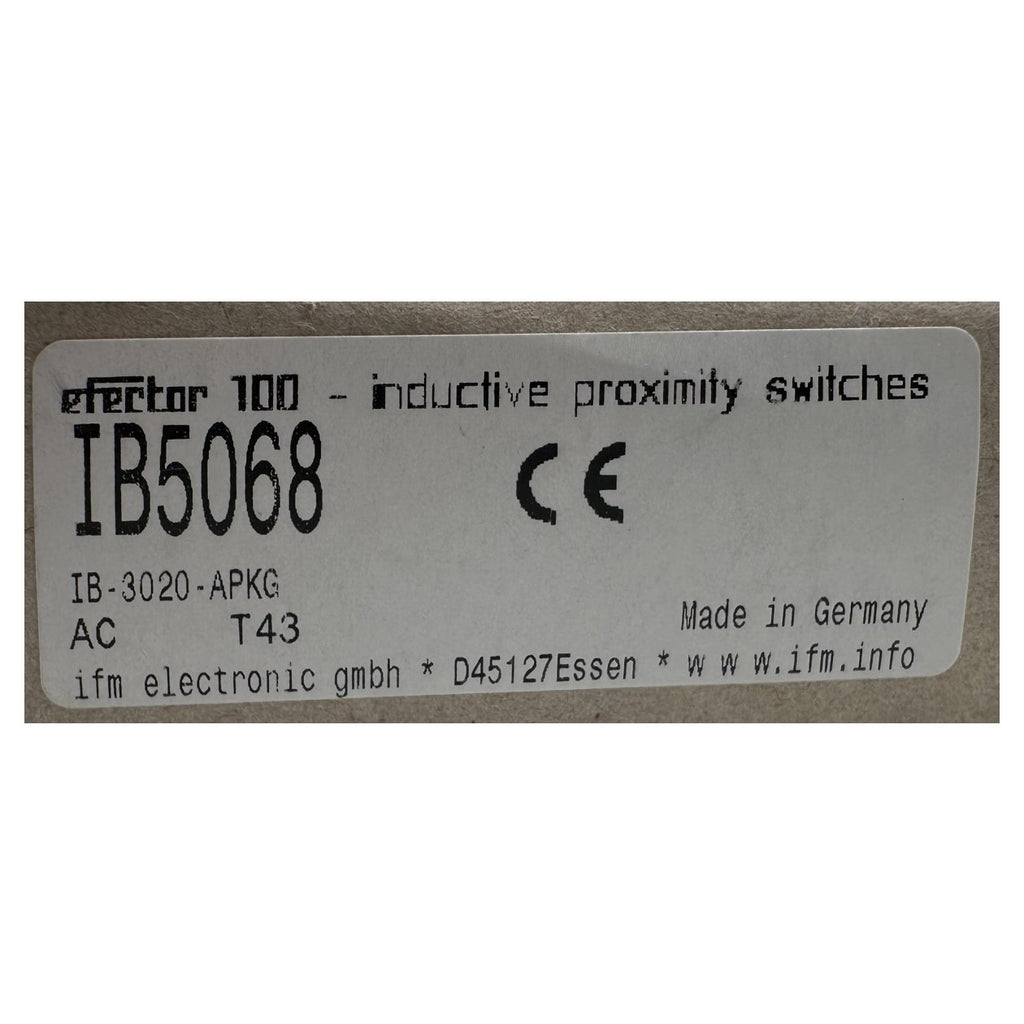 efector 100 - inductive proximity switches
IB5068
CE
IB-3020-APKG
AC T43
Made in Germany
ifm electronic gmbh * D45127Essen * w w w.ifm.info